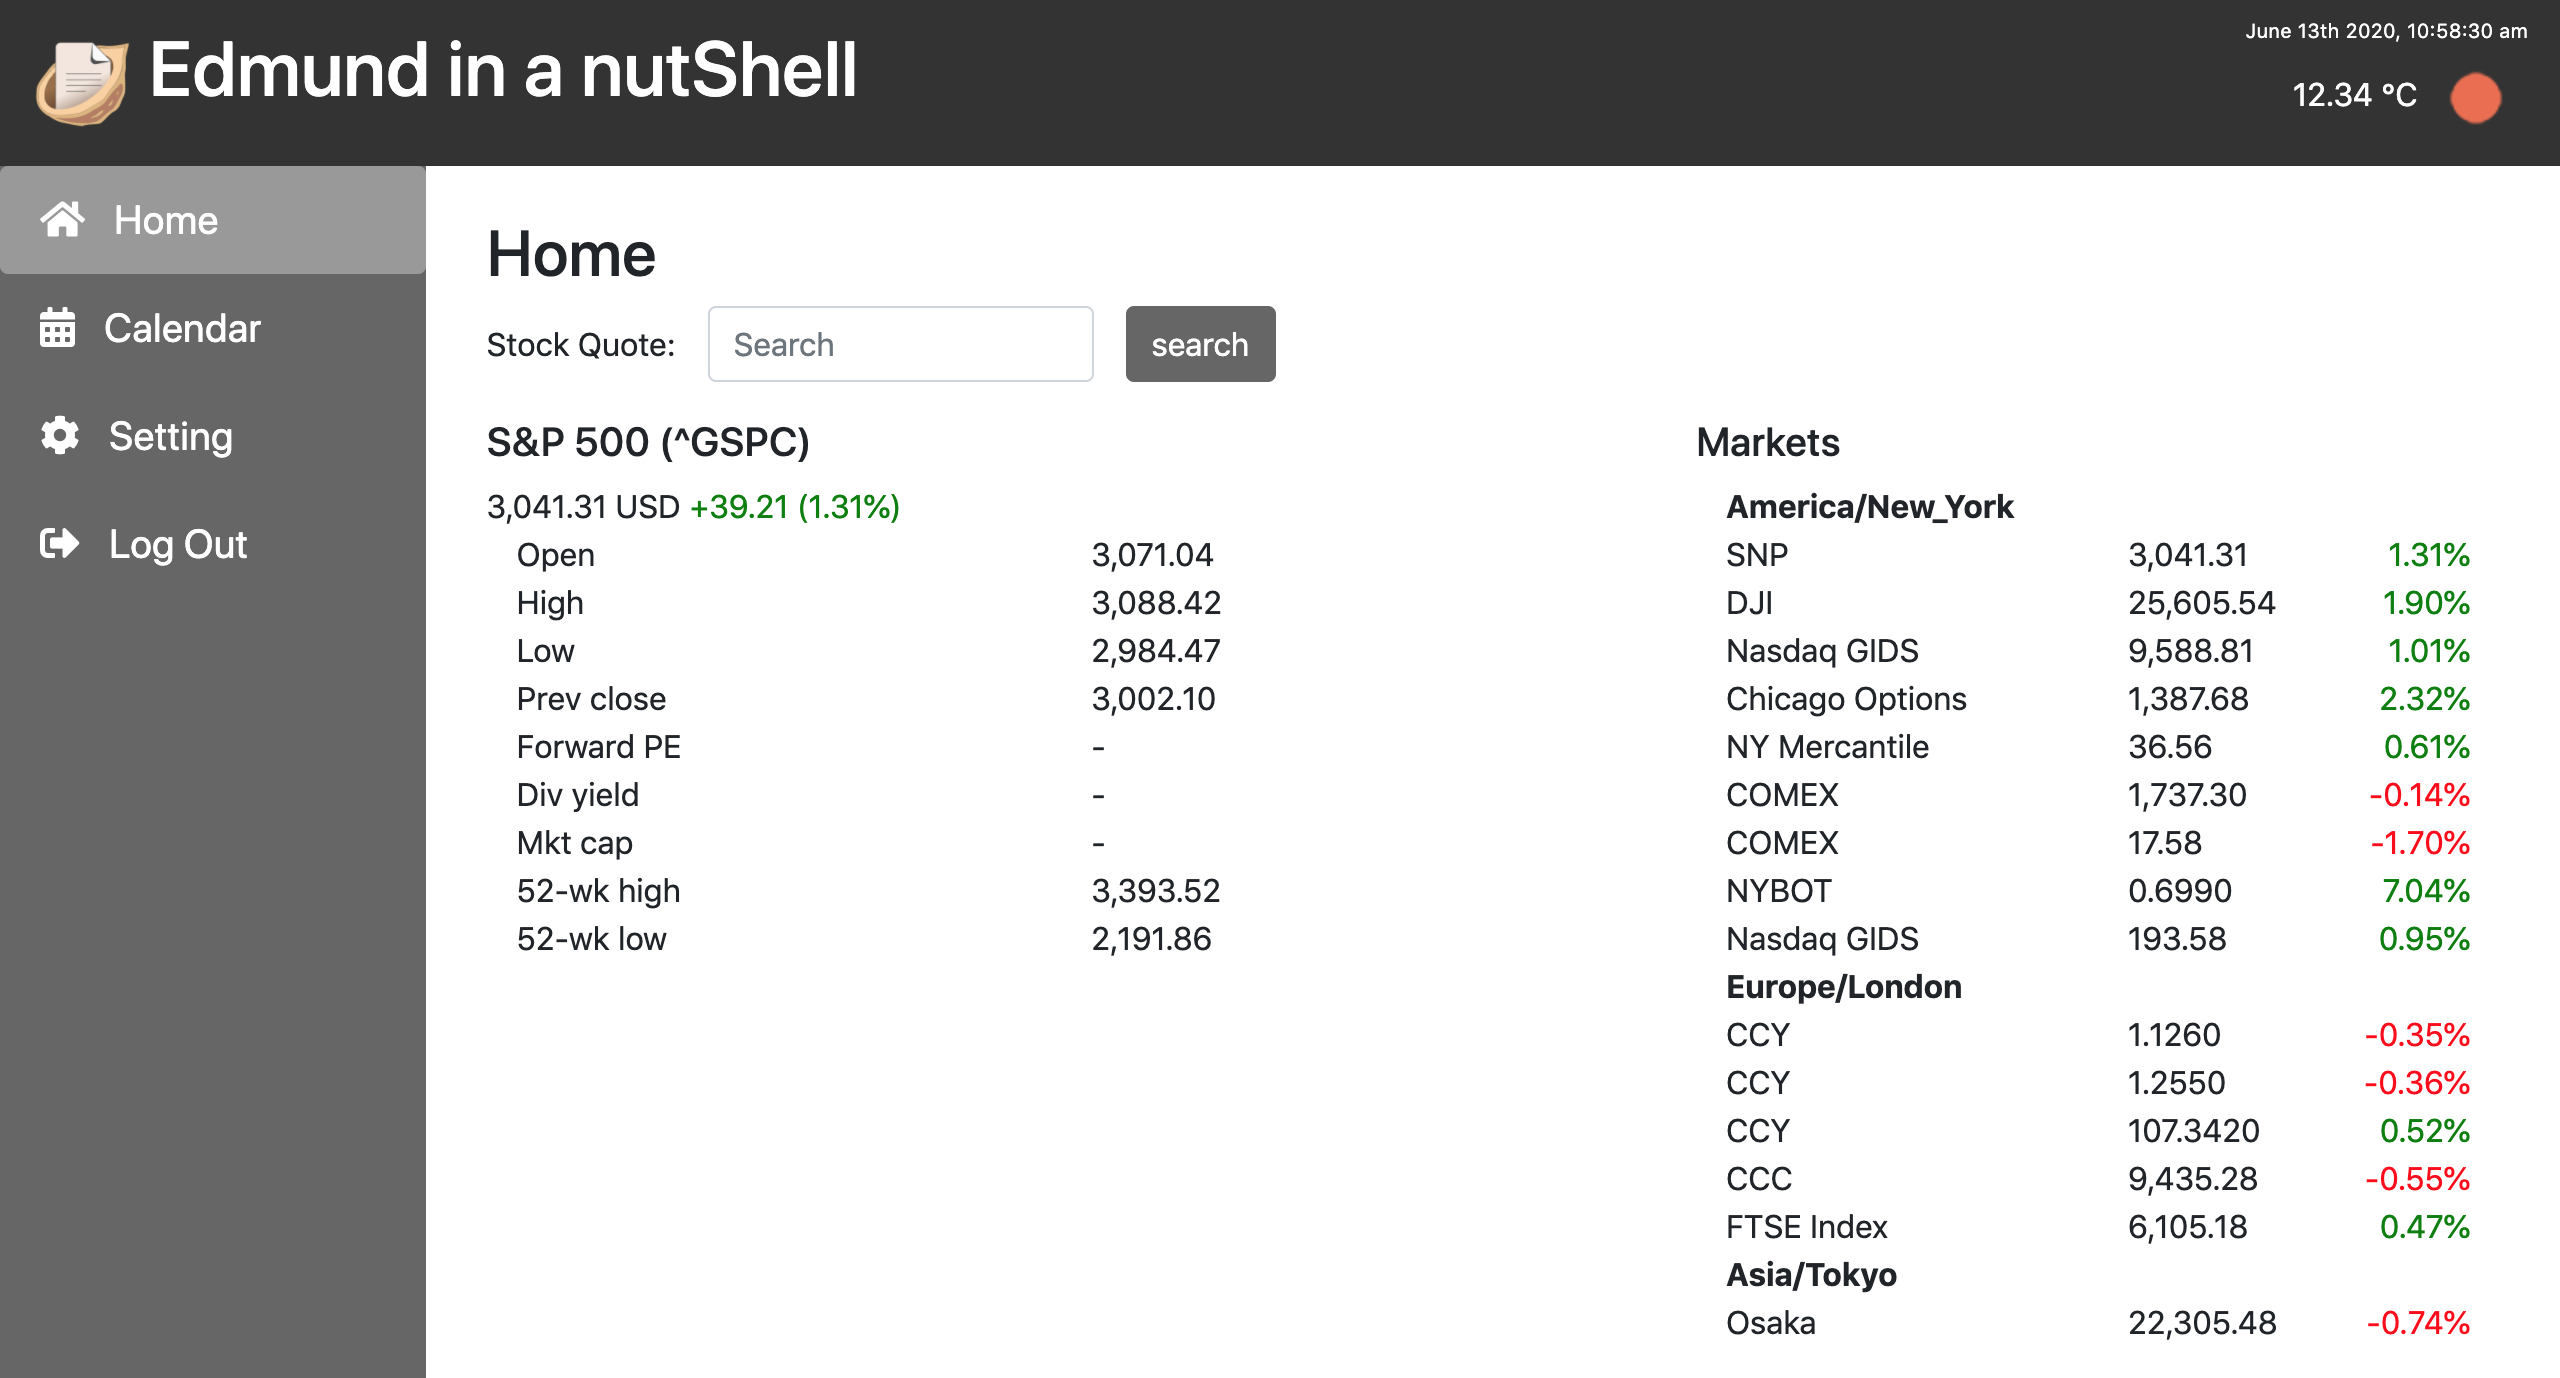 Edmund in a nutShell
June 13th 2020, 10:58:30 am
12.34 °C
Home
Calendar
Setting
Log Out
Home
Stock Quote: Search search
S&P 500 (^GSPC)
3,041.31 USD +39.21 (1.31%)
Open 3,071.04
High 3,088.42
Low 2,984.47
Prev close 3,002.10
Forward PE -
Div yield -
Mkt cap -
52-wk high 3,393.52
52-wk low 2,191.86
Markets
America/New_York
SNP 3,041.31 1.31%
DJI 25,605.54 1.90%
Nasdaq GIDS 9,588.81 1.01%
Chicago Options 1,387.68 2.32%
NY Mercantile 36.56 0.61%
COMEX 1,737.30 -0.14%
COMEX 17.58 -1.70%
NYBOT 0.6990 7.04%
Nasdaq GIDS 193.58 0.95%
Europe/London
CCY 1.1260 -0.35%
CCY 1.2550 -0.36%
CCY 107.3420 0.52%
CCC 9,435.28 -0.55%
FTSE Index 6,105.18 0.47%
Asia/Tokyo
Osaka 22,305.48 -0.74%